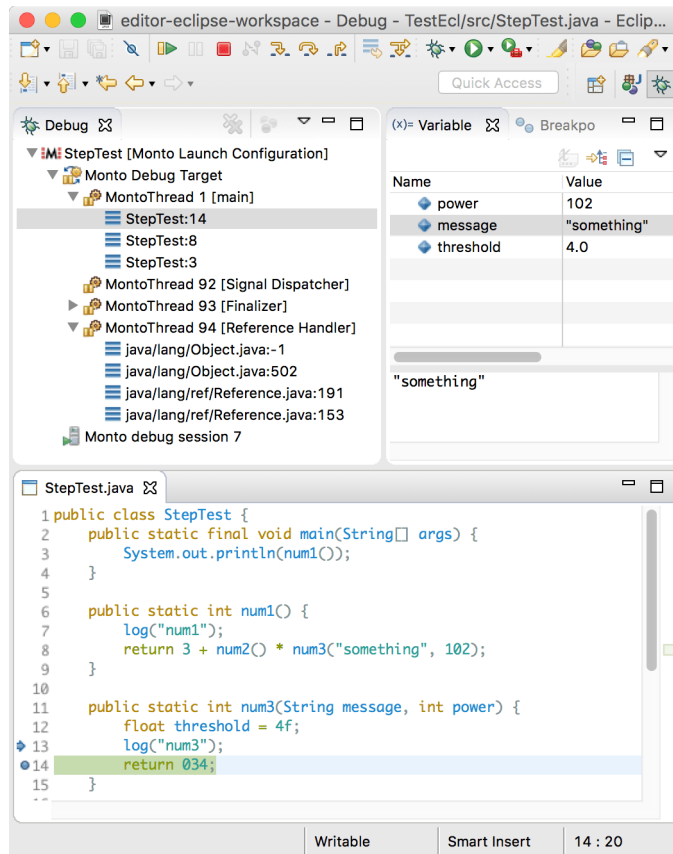 editor-eclipse-workspace - Debug - TestEcl/src/StepTest.java - Eclip...
Quick Access
Debug
StepTest [Monto Launch Configuration]
Monto Debug Target
MontoThread 1 [main]
StepTest:14
StepTest:8
StepTest:3
MontoThread 92 [Signal Dispatcher]
MontoThread 93 [Finalizer]
MontoThread 94 [Reference Handler]
java/lang/Object.java:-1
java/lang/Object.java:502
java/lang/ref/Reference.java:191
java/lang/ref/Reference.java:153
Monto debug session 7
(x)= Variable Breakpo
Name Value
power 102
message "something"
threshold 4.0
"something"
StepTest.java
1 public class StepTest {
2 public static final void main(String[] args) {
3 System.out.println(num1());
4 }
5
6 public static int num1() {
7 log("num1");
8 return 3 + num2() * num3("something", 102);
9 }
10
11 public static int num3(String message, int power) {
12 float threshold = 4f;
13 log("num3");
14 return 034;
15 }
Writable Smart Insert 14 : 20